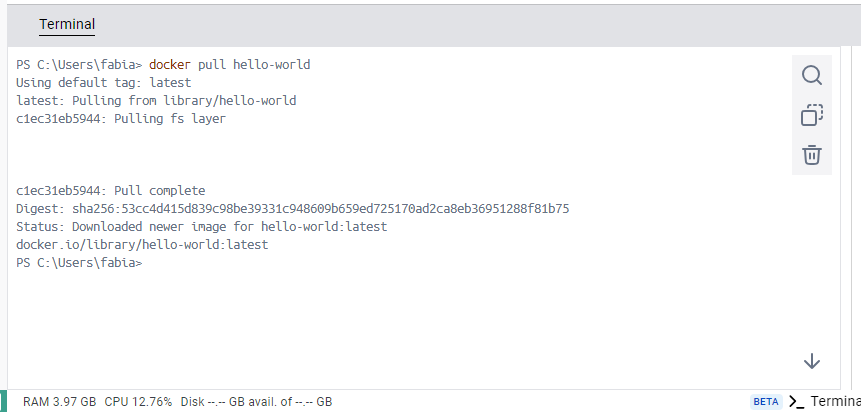 Terminal
PS C:\Users\fabia> docker pull hello-world
Using default tag: latest
latest: Pulling from library/hello-world
c1ec31eb5944: Pulling fs layer
c1ec31eb5944: Pull complete
Digest: sha256:53cc4d415d839c98be39331c948609b659ed725170ad2ca8eb36951288f81b75
Status: Downloaded newer image for hello-world:latest
docker.io/library/hello-world:latest
PS C:\Users\fabia>
RAM 3.97 GB CPU 12.76% Disk --.-- GB avail. of --.-- GB BETA >_ Termina